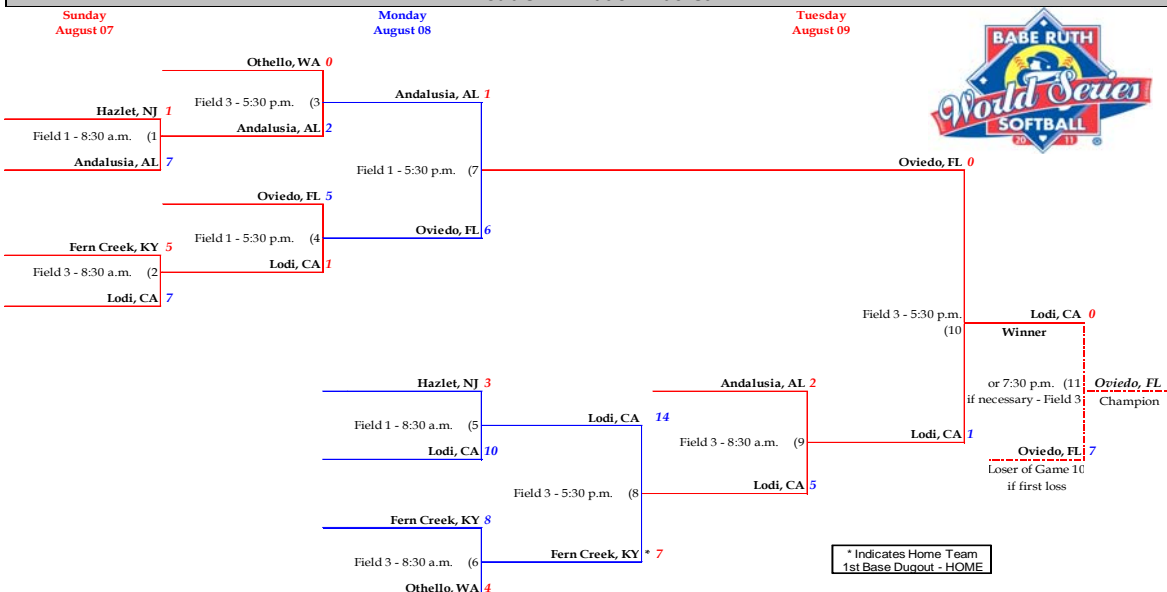 Sunday
August 07
Monday
August 08
Tuesday
August 09
BABE RUTH
World Series
SOFTBALL
20 11 ®
Othello, WA 0
Field 3 - 5:30 p.m. (3
Andalusia, AL 1
Hazlet, NJ 1
Field 1 - 8:30 a.m. (1
Andalusia, AL 2
Andalusia, AL 7
Field 1 - 5:30 p.m. (7
Oviedo, FL 0
Oviedo, FL 5
Field 1 - 5:30 p.m. (4
Oviedo, FL 6
Fern Creek, KY 5
Field 3 - 8:30 a.m. (2
Lodi, CA 1
Lodi, CA 7
Field 3 - 5:30 p.m.
(10
Lodi, CA 0
Winner
Hazlet, NJ 3
Andalusia, AL 2
or 7:30 p.m. (11
if necessary - Field 3
Oviedo, FL
Champion
Field 1 - 8:30 a.m. (5
Lodi, CA 14
Field 3 - 8:30 a.m. (9
Lodi, CA 1
Lodi, CA 10
Oviedo, FL 7
Loser of Game 10
if first loss
Field 3 - 5:30 p.m. (8
Lodi, CA 5
Fern Creek, KY 8
Field 3 - 8:30 a.m. (6
Fern Creek, KY * 7
Othello, WA 4
* Indicates Home Team
1st Base Dugout - HOME